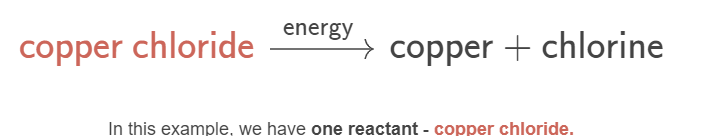 energy
copper chloride ⟶ copper + chlorine
In this example, we have one reactant - copper chloride.